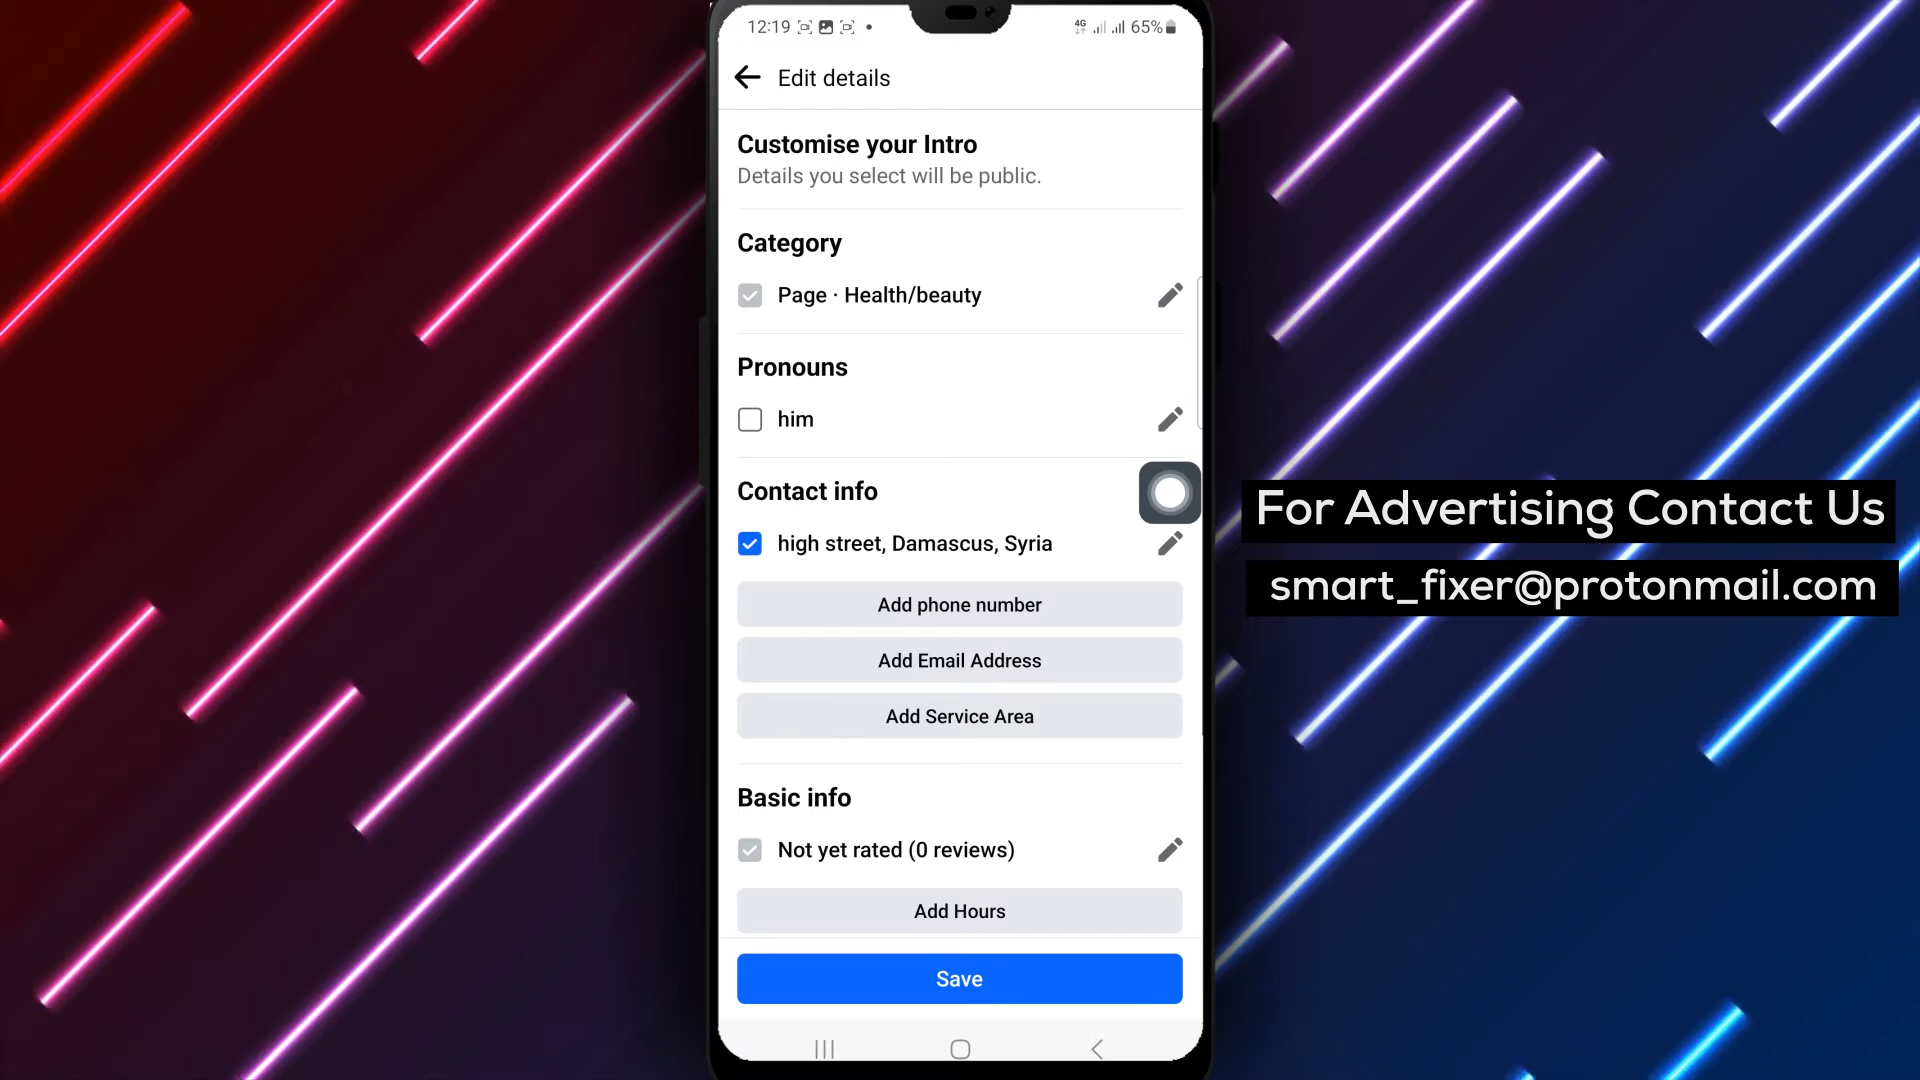 12:19
4G
65%
Edit details
Customise your Intro
Details you select will be public.
Category
Page · Health/beauty
Pronouns
him
Contact info
high street, Damascus, Syria
Add phone number
Add Email Address
Add Service Area
Basic info
Not yet rated (0 reviews)
Add Hours
Save
For Advertising Contact Us
smart_fixer@protonmail.com